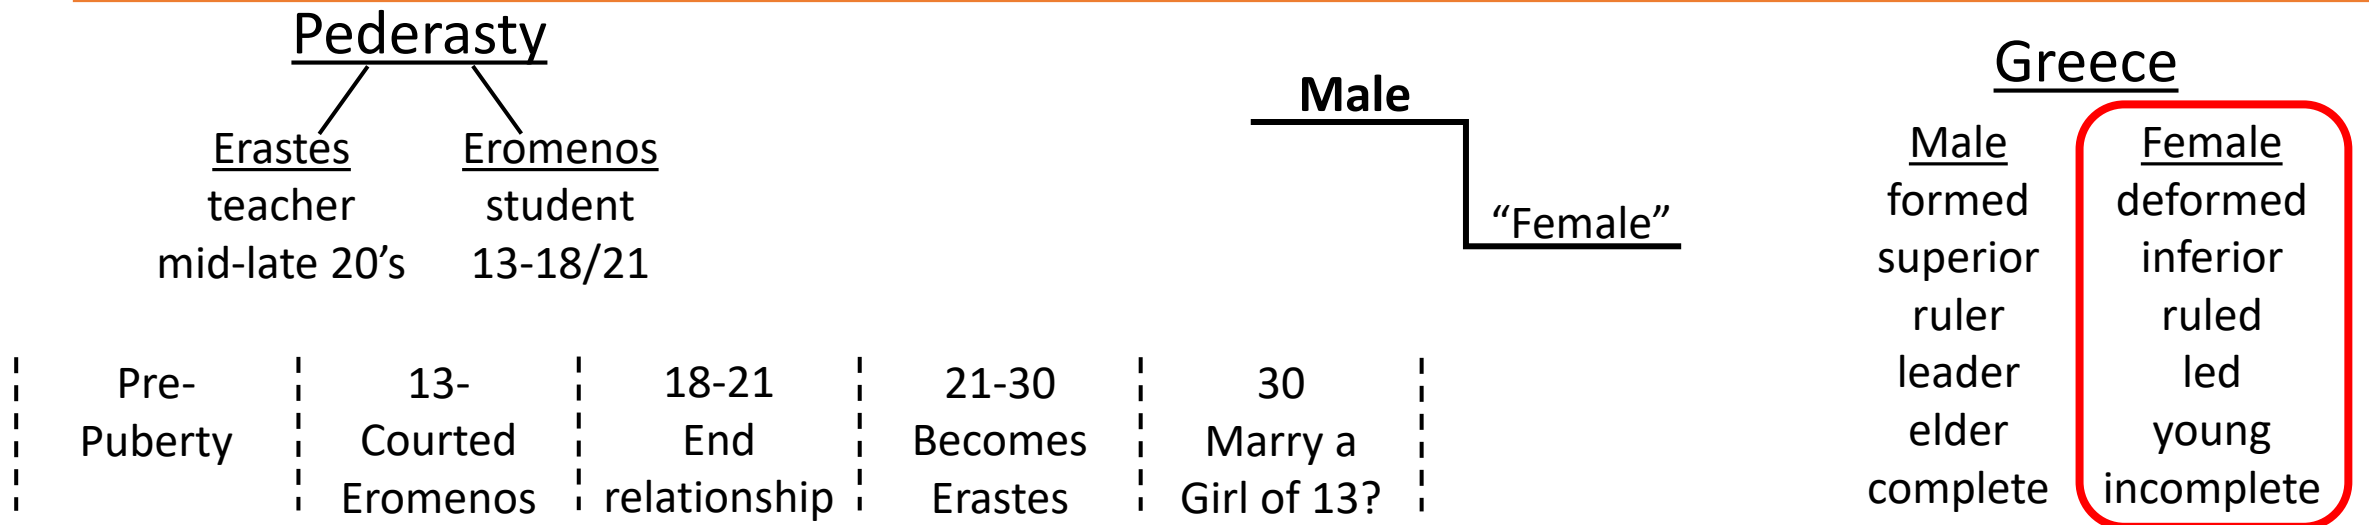 Pederasty
Erastes
teacher
mid-late 20's
Eromenos
student
13-18/21
Male
“Female”
Greece
Male
formed
superior
ruler
leader
elder
complete
Female
deformed
inferior
ruled
led
young
incomplete
Pre-
Puberty
13-
Courted
Eromenos
18-21
End
relationship
21-30
Becomes
Erastes
30
Marry a
Girl of 13?